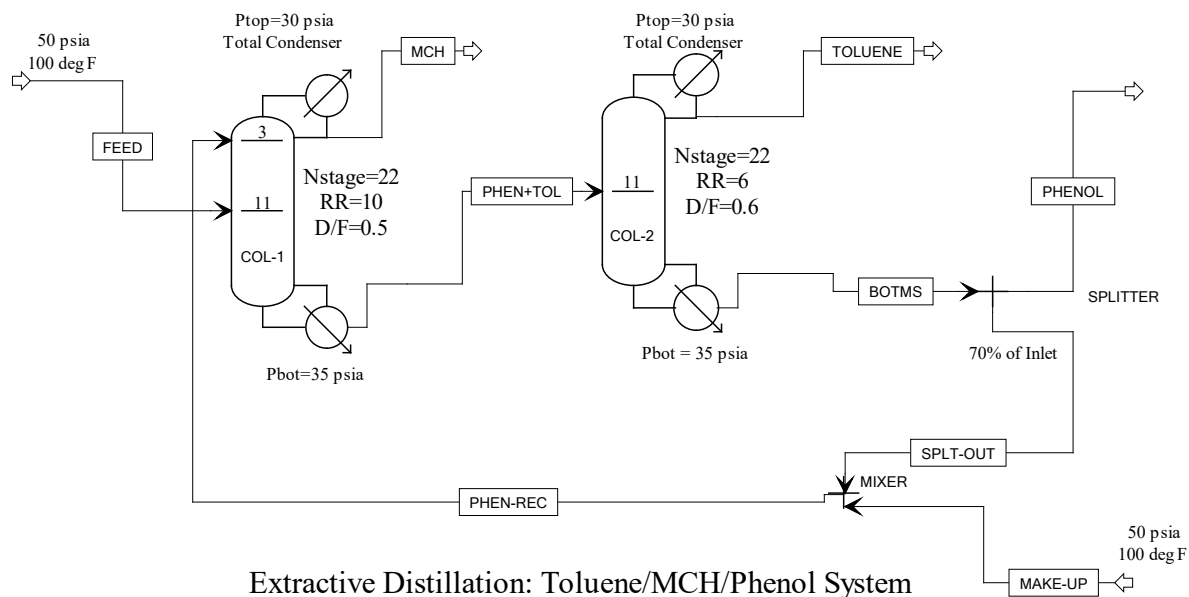 Ptop=30 psia
Total Condenser
Ptop=30 psia
Total Condenser
50 psia
100 deg F
MCH
TOLUENE
3
FEED
Nstage=22
RR=10
D/F=0.5
11
COL-1
PHEN+TOL
Nstage=22
RR=6
D/F=0.6
11
COL-2
PHENOL
BOTMS
SPLITTER
Pbot=35 psia
Pbot = 35 psia
70% of Inlet
SPLT-OUT
MIXER
PHEN-REC
50 psia
100 deg F
MAKE-UP
Extractive Distillation: Toluene/MCH/Phenol System